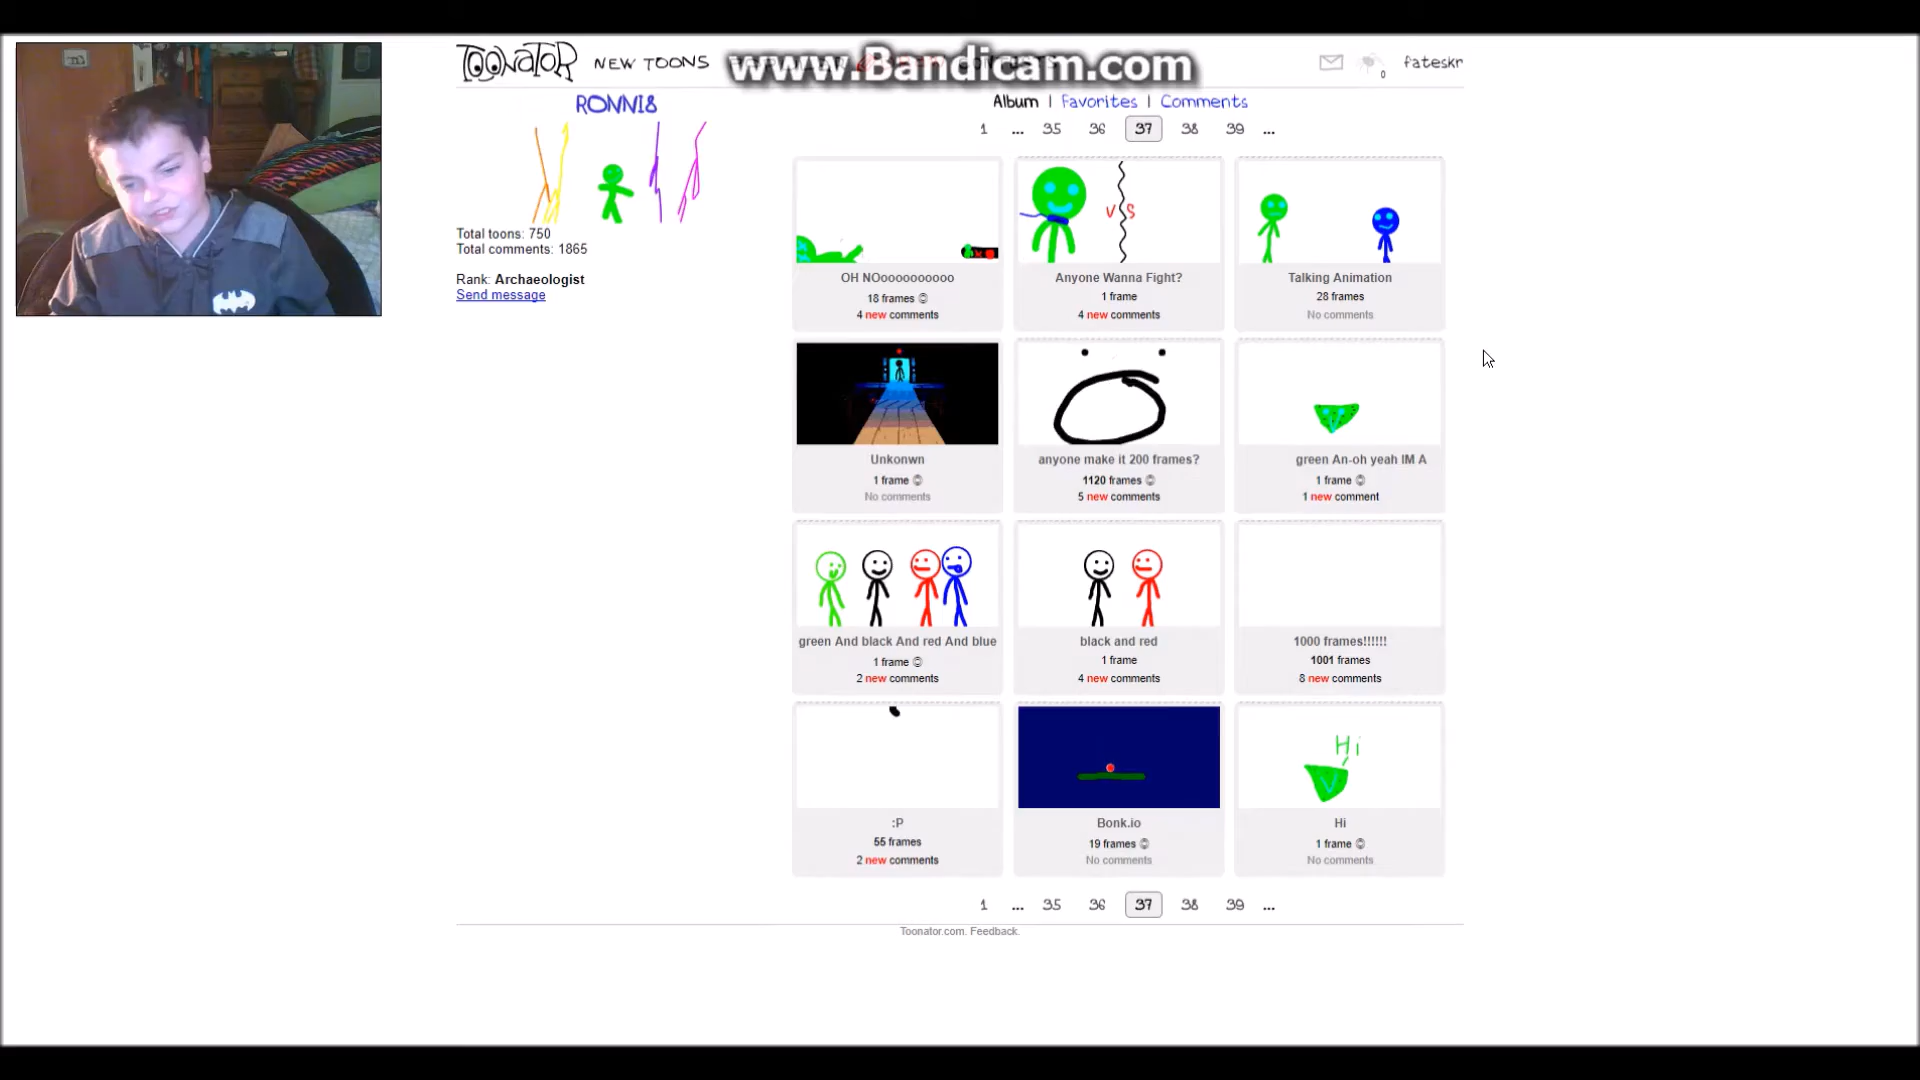 TOONATOR NEW TOONS www.Bandicam.com fateskr
0
RONNI8
Album | Favorites | Comments
1 ... 35 36 37 38 39 ...
Total toons: 750
Total comments: 1865
Rank: Archaeologist
Send message
VS
OH NOoooooooooo
18 frames
4 new comments
Anyone Wanna Fight?
1 frame
4 new comments
Talking Animation
28 frames
No comments
Unkonwn
1 frame
No comments
anyone make it 200 frames?
1120 frames
5 new comments
green An-oh yeah IM A
1 frame
1 new comment
green And black And red And blue
1 frame
2 new comments
black and red
1 frame
4 new comments
1000 frames!!!!!!
1001 frames
8 new comments
:P
55 frames
2 new comments
Bonk.io
19 frames
No comments
Hi
Hi
1 frame
No comments
1 ... 35 36 37 38 39 ...
Toonator.com. Feedback.